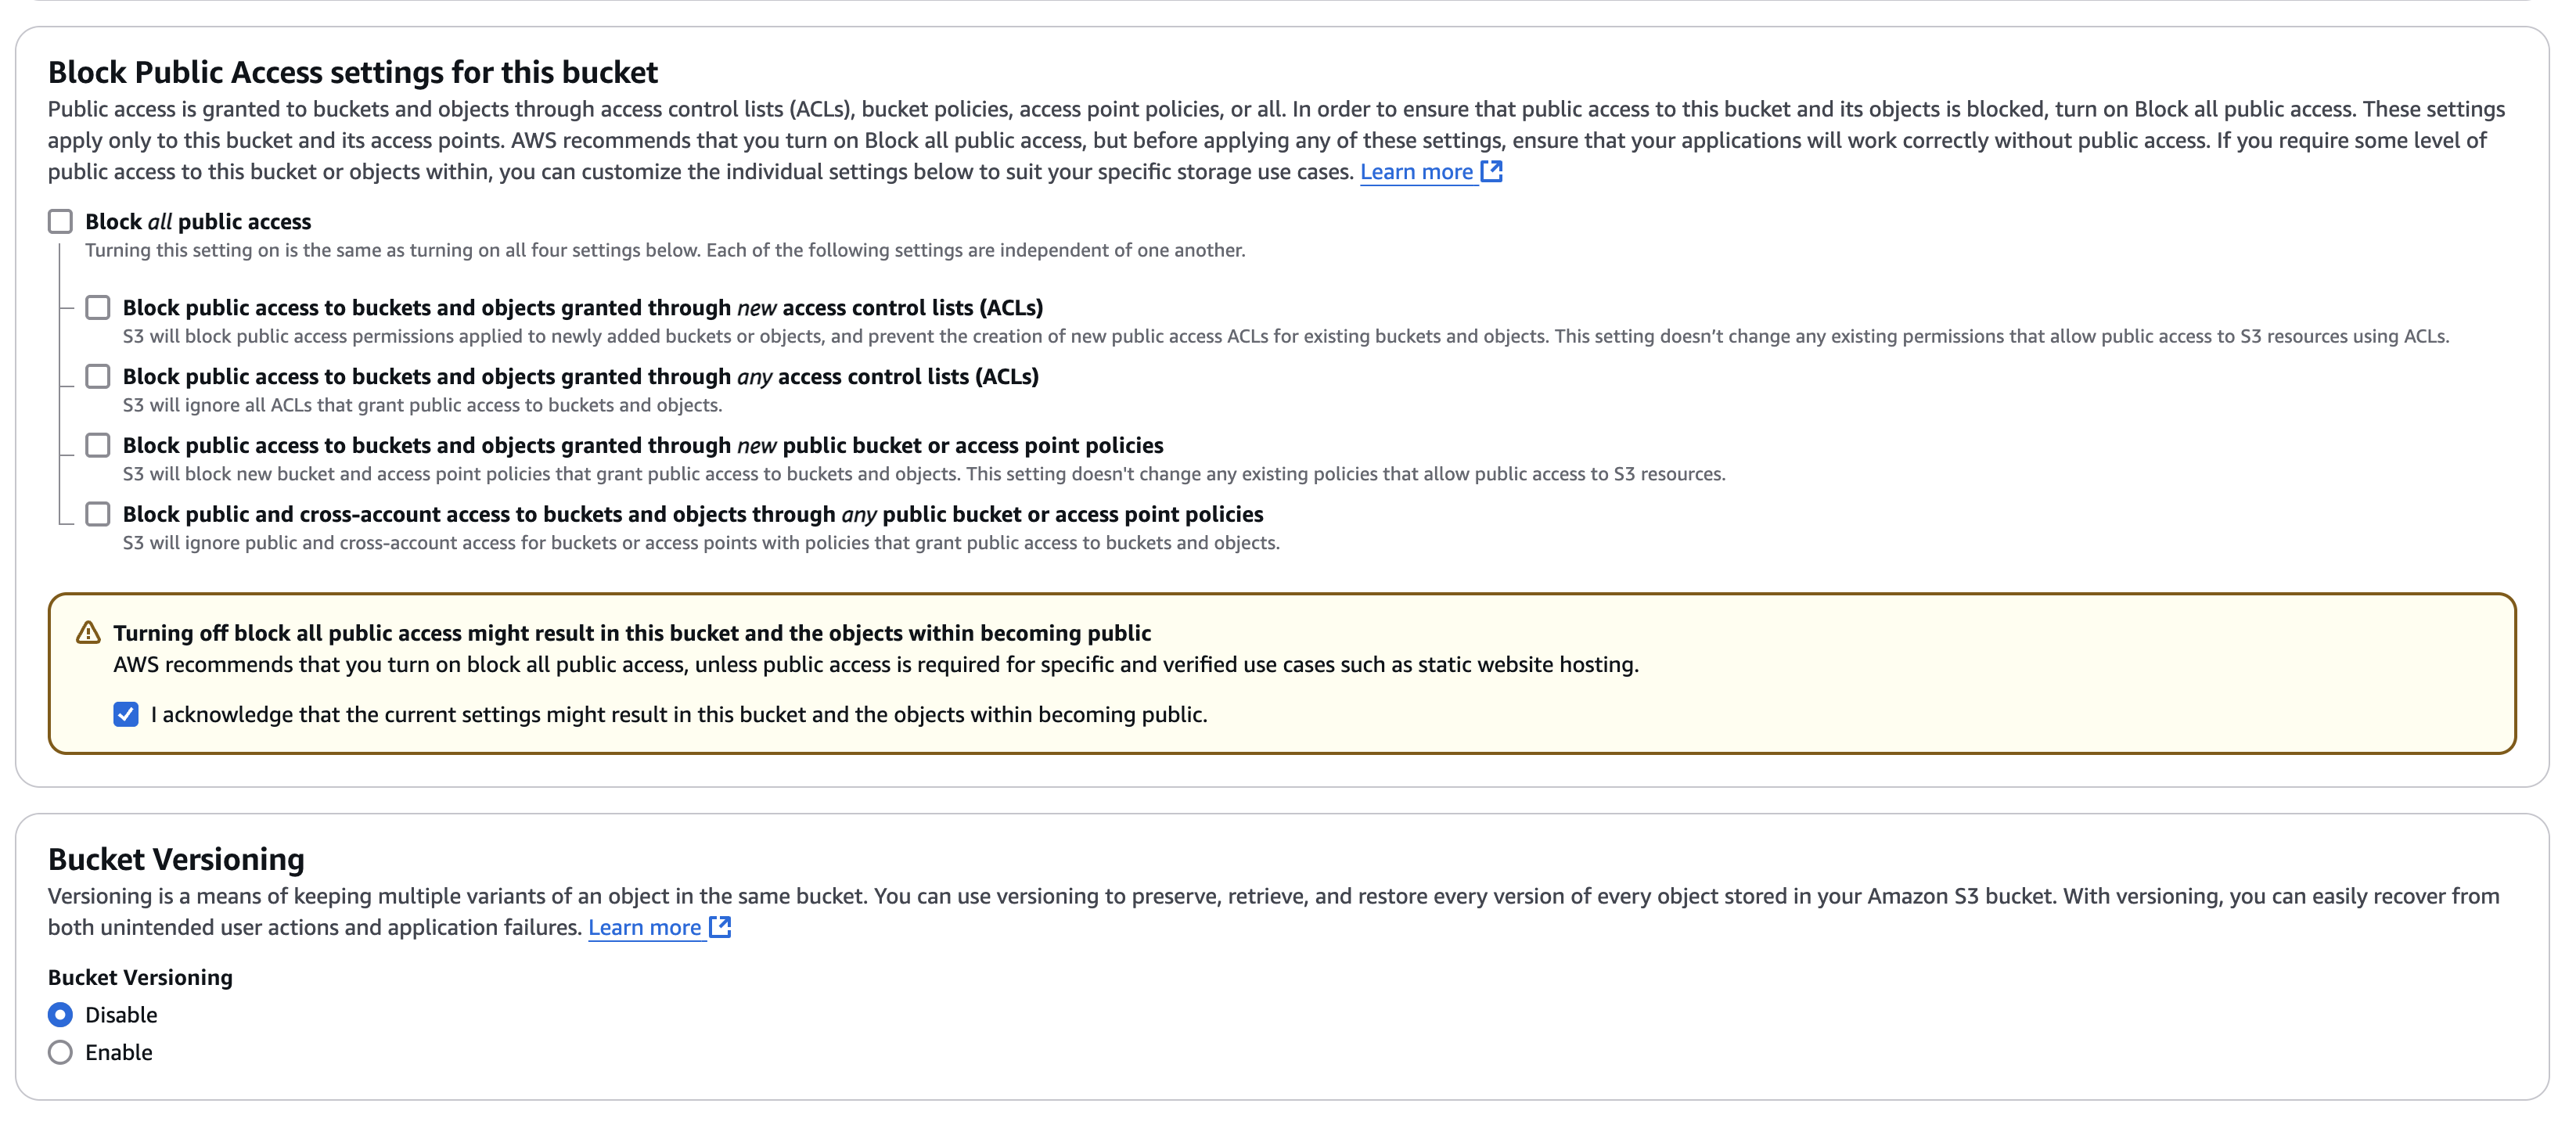 Block Public Access settings for this bucket
Public access is granted to buckets and objects through access control lists (ACLs), bucket policies, access point policies, or all. In order to ensure that public access to this bucket and its objects is blocked, turn on Block all public access. These settings
apply only to this bucket and its access points. AWS recommends that you turn on Block all public access, but before applying any of these settings, ensure that your applications will work correctly without public access. If you require some level of
public access to this bucket or objects within, you can customize the individual settings below to suit your specific storage use cases. Learn more
Block all public access
Turning this setting on is the same as turning on all four settings below. Each of the following settings are independent of one another.
Block public access to buckets and objects granted through new access control lists (ACLs)
S3 will block public access permissions applied to newly added buckets or objects, and prevent the creation of new public access ACLs for existing buckets and objects. This setting doesn’t change any existing permissions that allow public access to S3 resources using ACLs.
Block public access to buckets and objects granted through any access control lists (ACLs)
S3 will ignore all ACLs that grant public access to buckets and objects.
Block public access to buckets and objects granted through new public bucket or access point policies
S3 will block new bucket and access point policies that grant public access to buckets and objects. This setting doesn't change any existing policies that allow public access to S3 resources.
Block public and cross-account access to buckets and objects through any public bucket or access point policies
S3 will ignore public and cross-account access for buckets or access points with policies that grant public access to buckets and objects.
Turning off block all public access might result in this bucket and the objects within becoming public
AWS recommends that you turn on block all public access, unless public access is required for specific and verified use cases such as static website hosting.
I acknowledge that the current settings might result in this bucket and the objects within becoming public.
Bucket Versioning
Versioning is a means of keeping multiple variants of an object in the same bucket. You can use versioning to preserve, retrieve, and restore every version of every object stored in your Amazon S3 bucket. With versioning, you can easily recover from
both unintended user actions and application failures. Learn more
Bucket Versioning
Disable
Enable